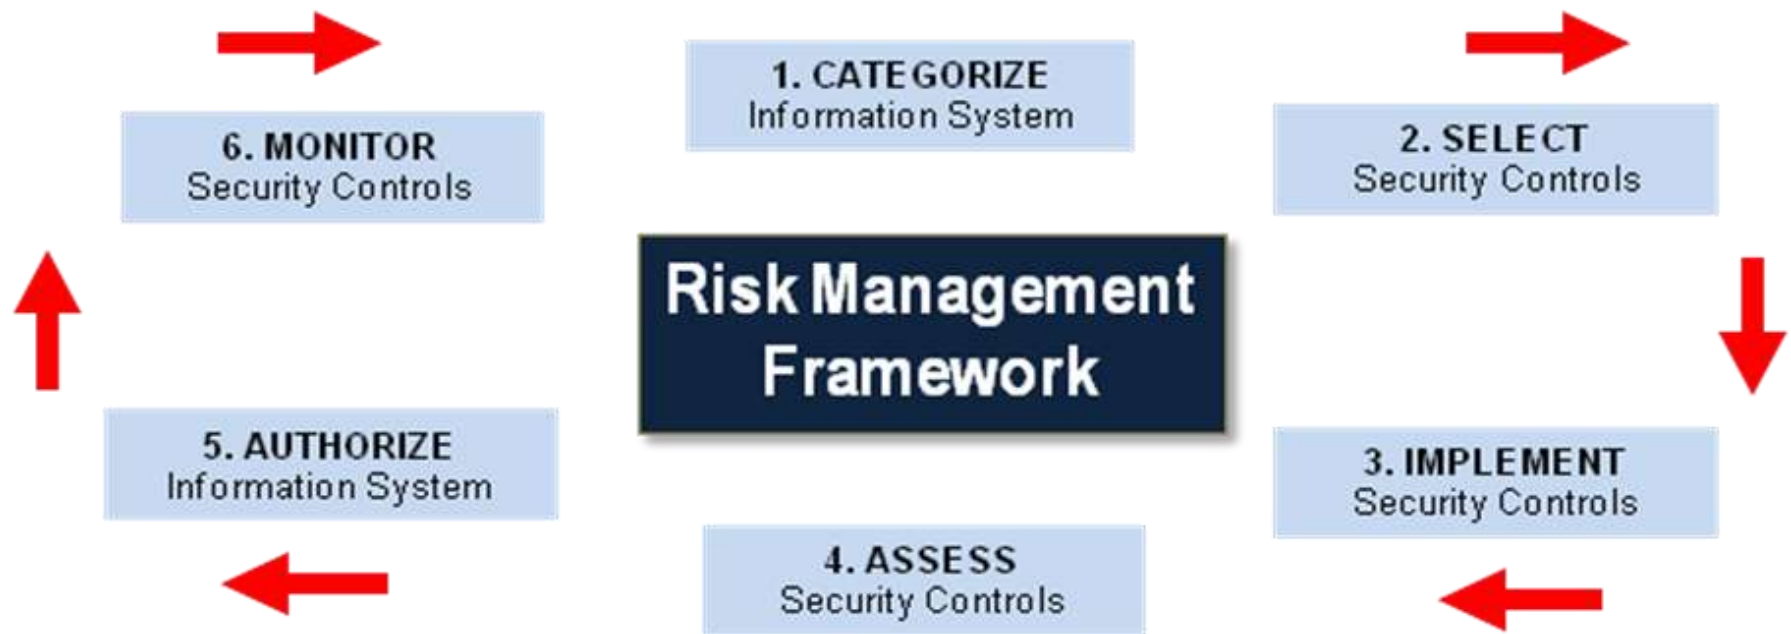 1. CATEGORIZE
Information System
2. SELECT
Security Controls
6. MONITOR
Security Controls
Risk Management
Framework
3. IMPLEMENT
Security Controls
5. AUTHORIZE
Information System
4. ASSESS
Security Controls